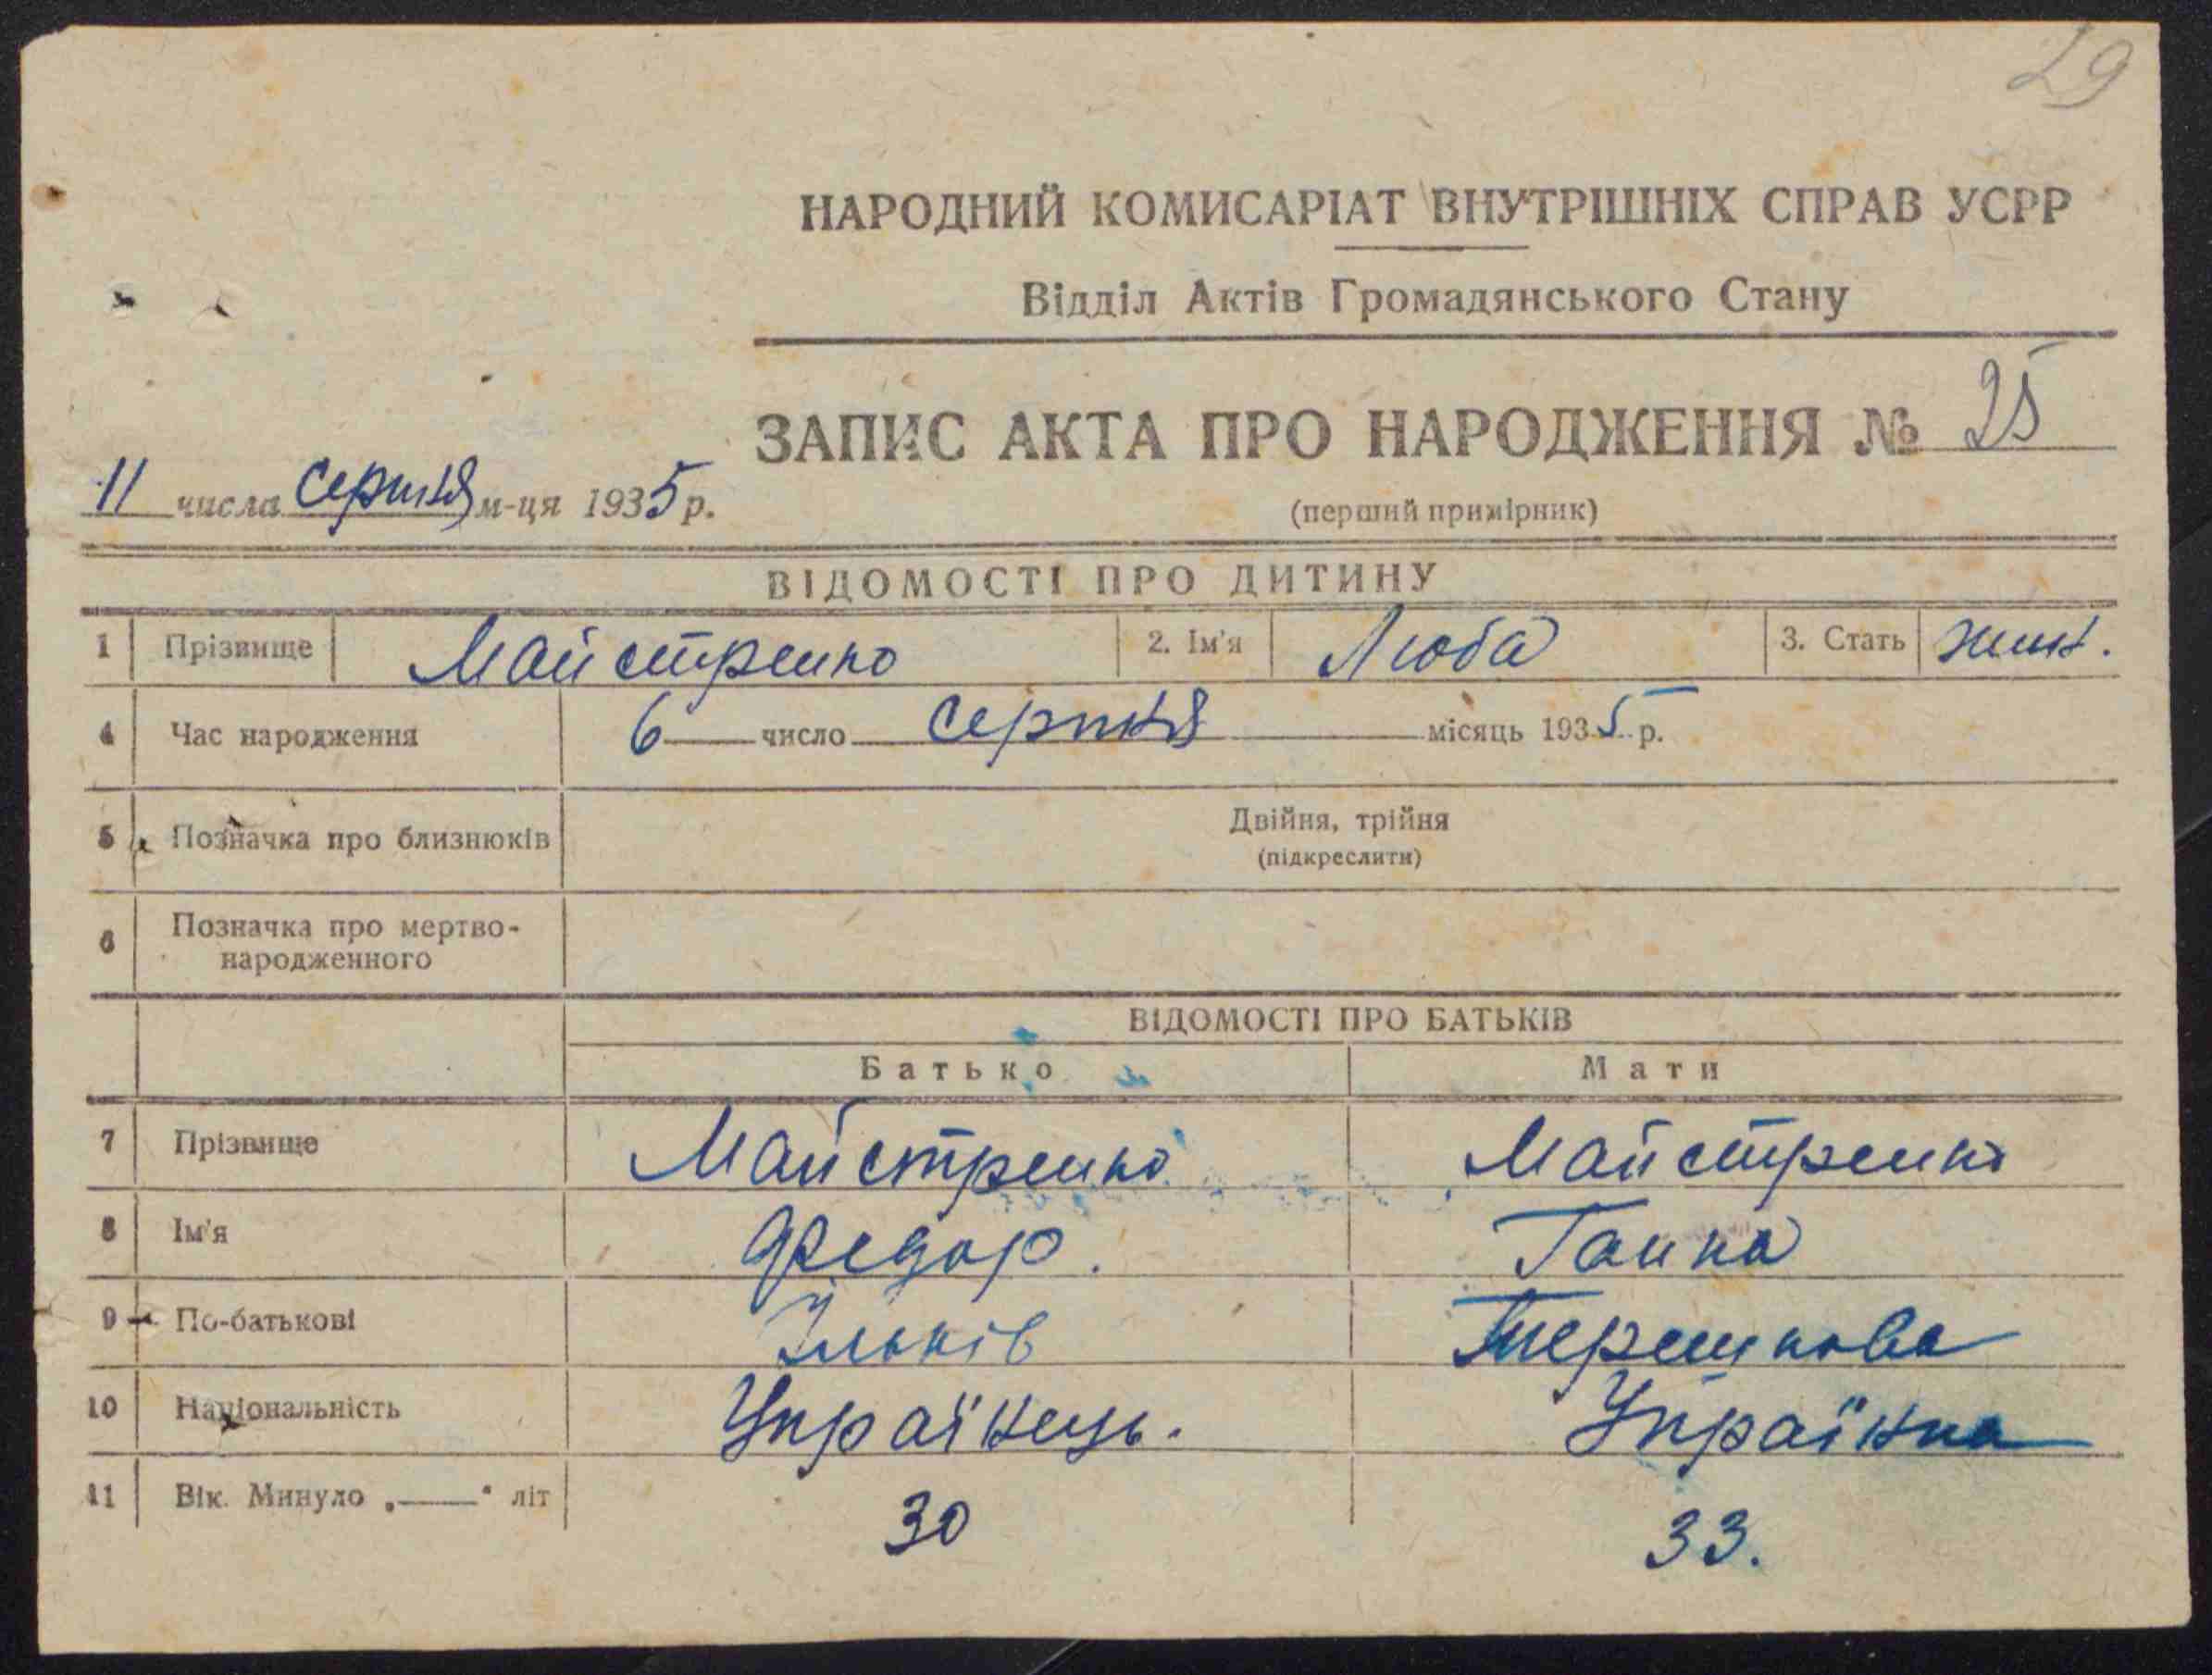 29
НАРОДНИЙ КОМИСАРІАТ ВНУТРІШНІХ СПРАВ УСРР
Відділ Актів Громадянського Стану
ЗАПИС АКТА ПРО НАРОДЖЕННЯ № 25
11 числа серпня м-ця 1935 р.
(перший примірник)
ВІДОМОСТІ ПРО ДИТИНУ
1 Прізвище Майстренко 2. Ім'я Люба 3. Стать жін.
4 Час народження 6 число серпня місяць 1935 р.
Двійня, трійня
5 Позначка про близнюків
(підкреслити)
6 Позначка про мертво-
народженного
ВІДОМОСТІ ПРО БАТЬКІВ
Батько Мати
7 Прізвище Майстренко Майстренко
8 Ім'я Федор. Ганна
9 По-батькові Ільків Терешкова
10 Національність Українець. Українка
11 Вік. Минуло „——“ літ 30 33.